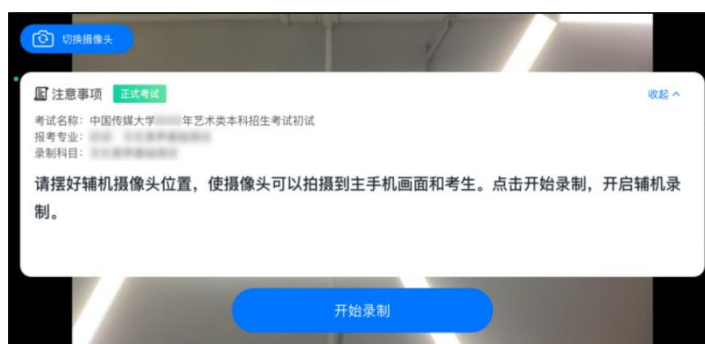 切换摄像头
注意事项 正式考试 收起
考试名称：中国传媒大学 年艺术类本科招生考试初试
报考专业：
录制科目：
请摆好辅机摄像头位置，使摄像头可以拍摄到主手机画面和考生。点击开始录制，开启辅机录
制。
开始录制